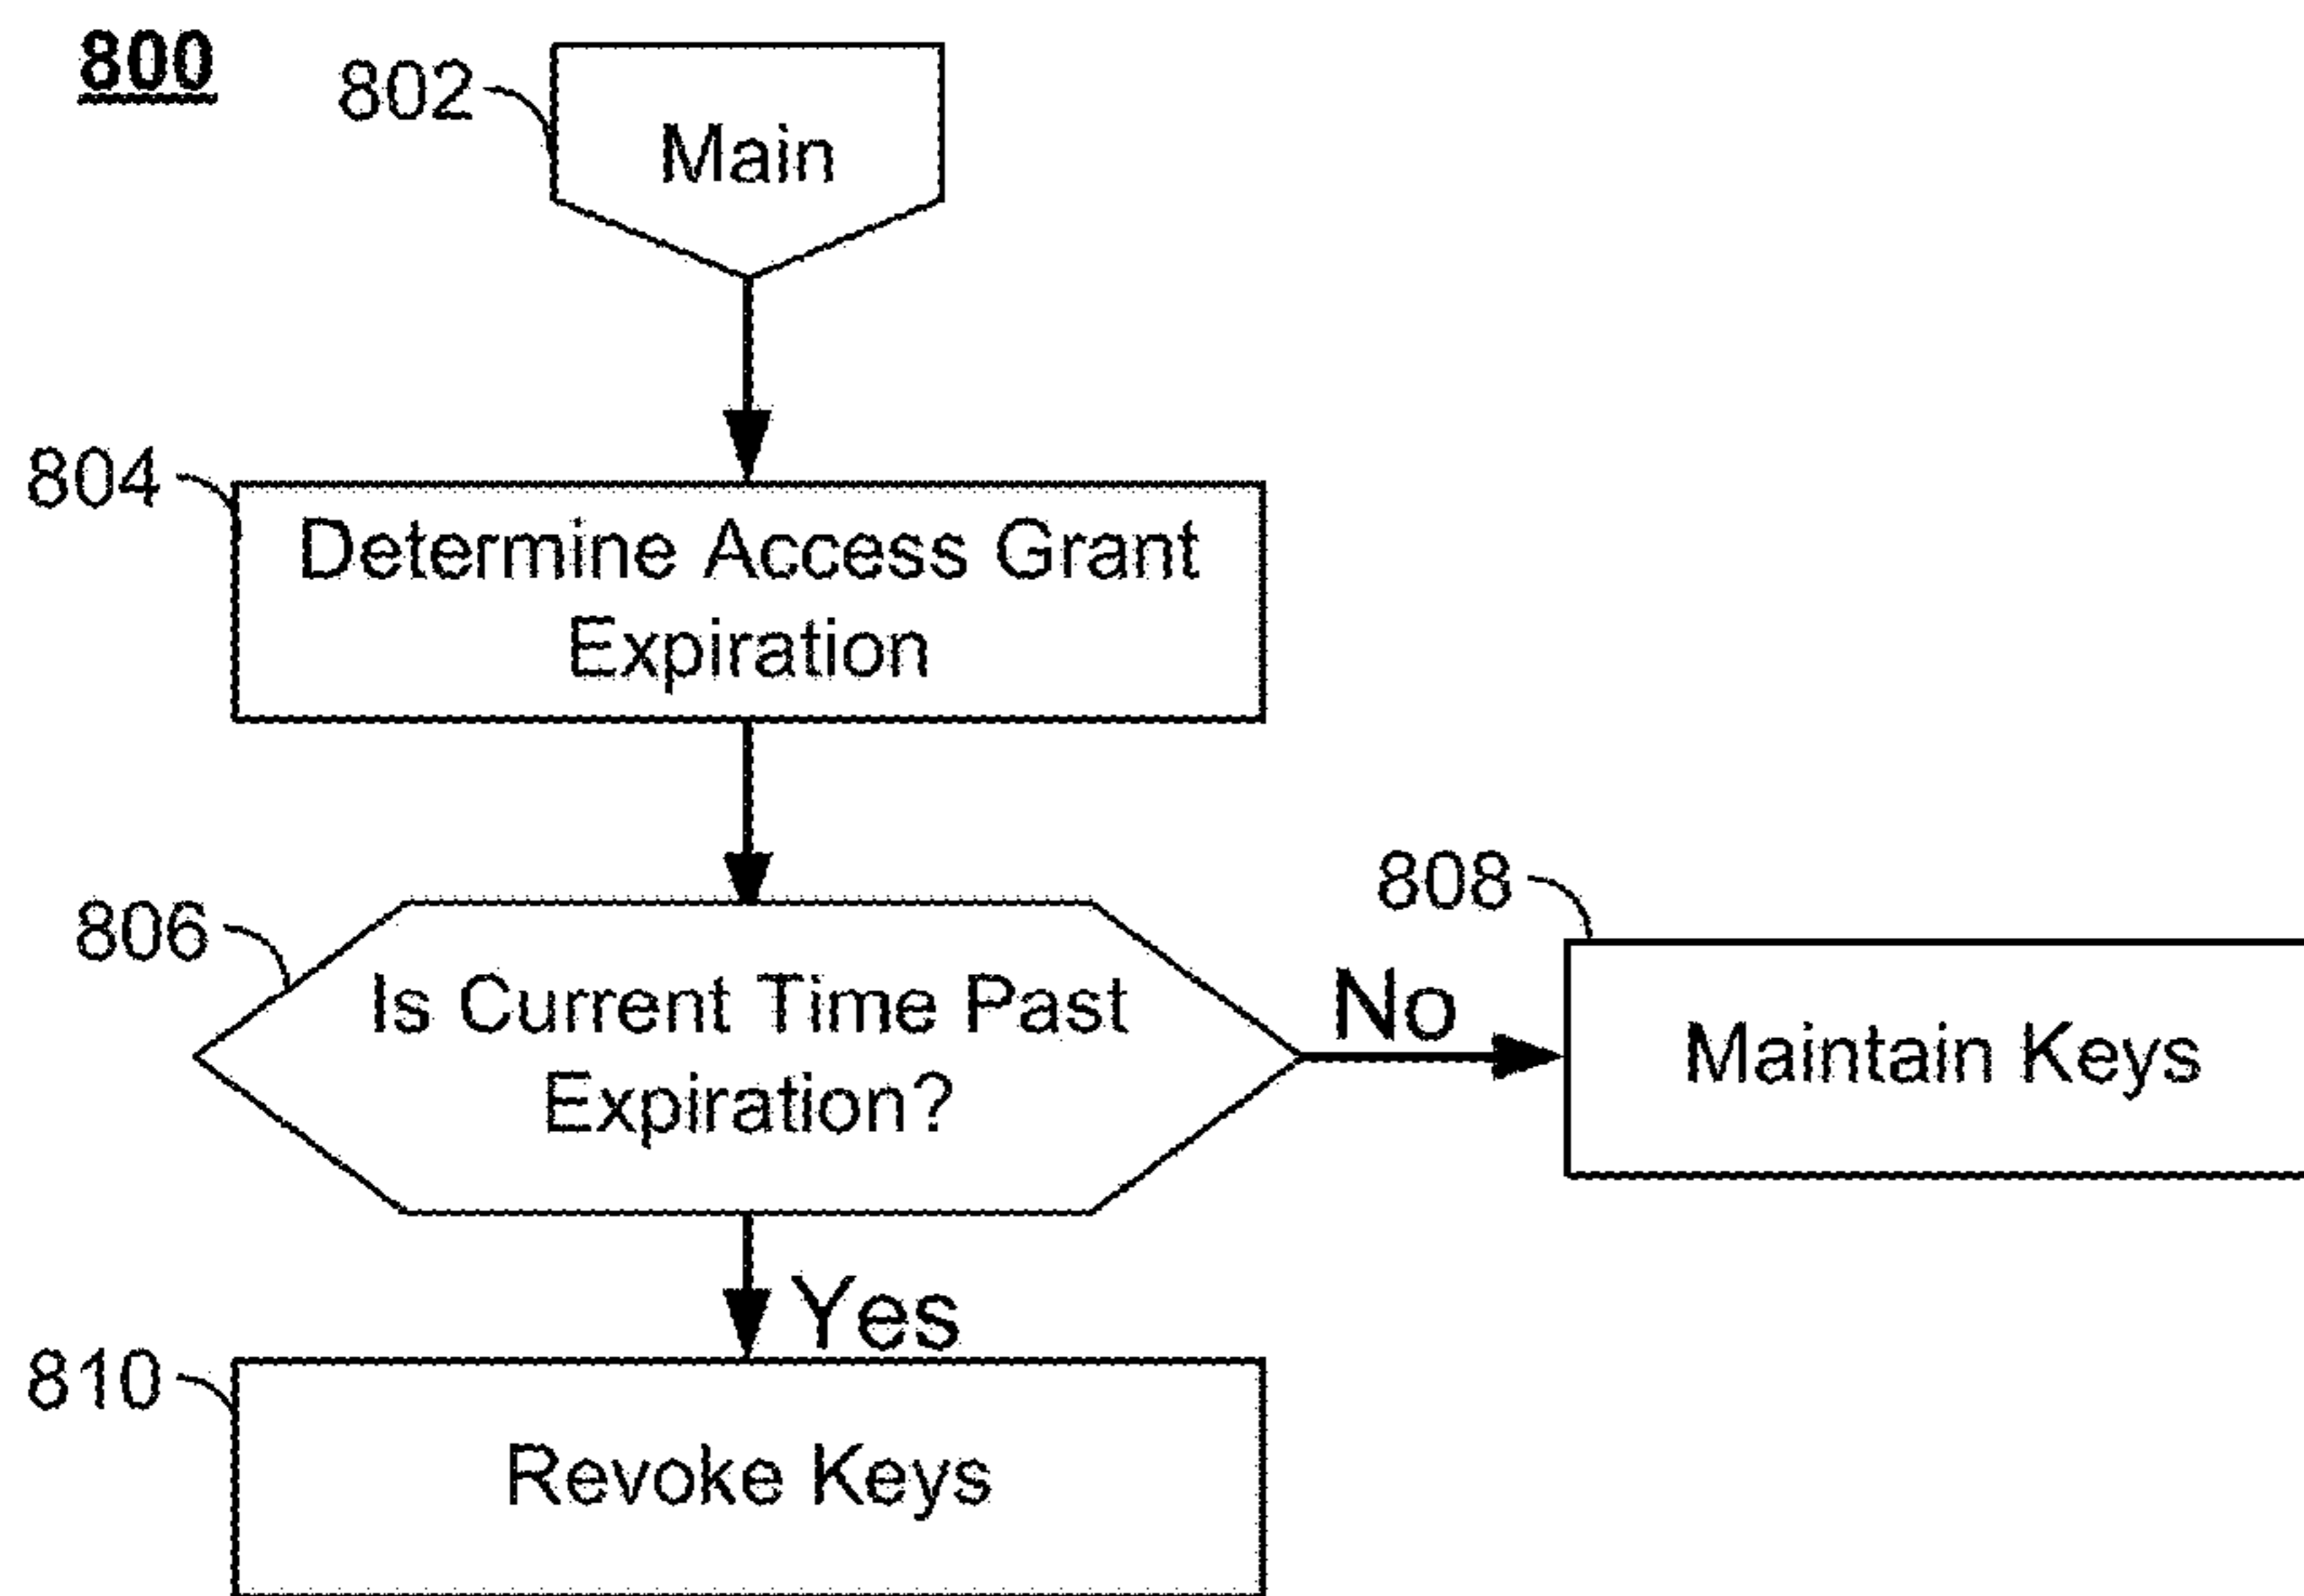 800
802
Main
804
Determine Access Grant
Expiration
806
Is Current Time Past
Expiration?
No
808
Maintain Keys
Yes
810
Revoke Keys